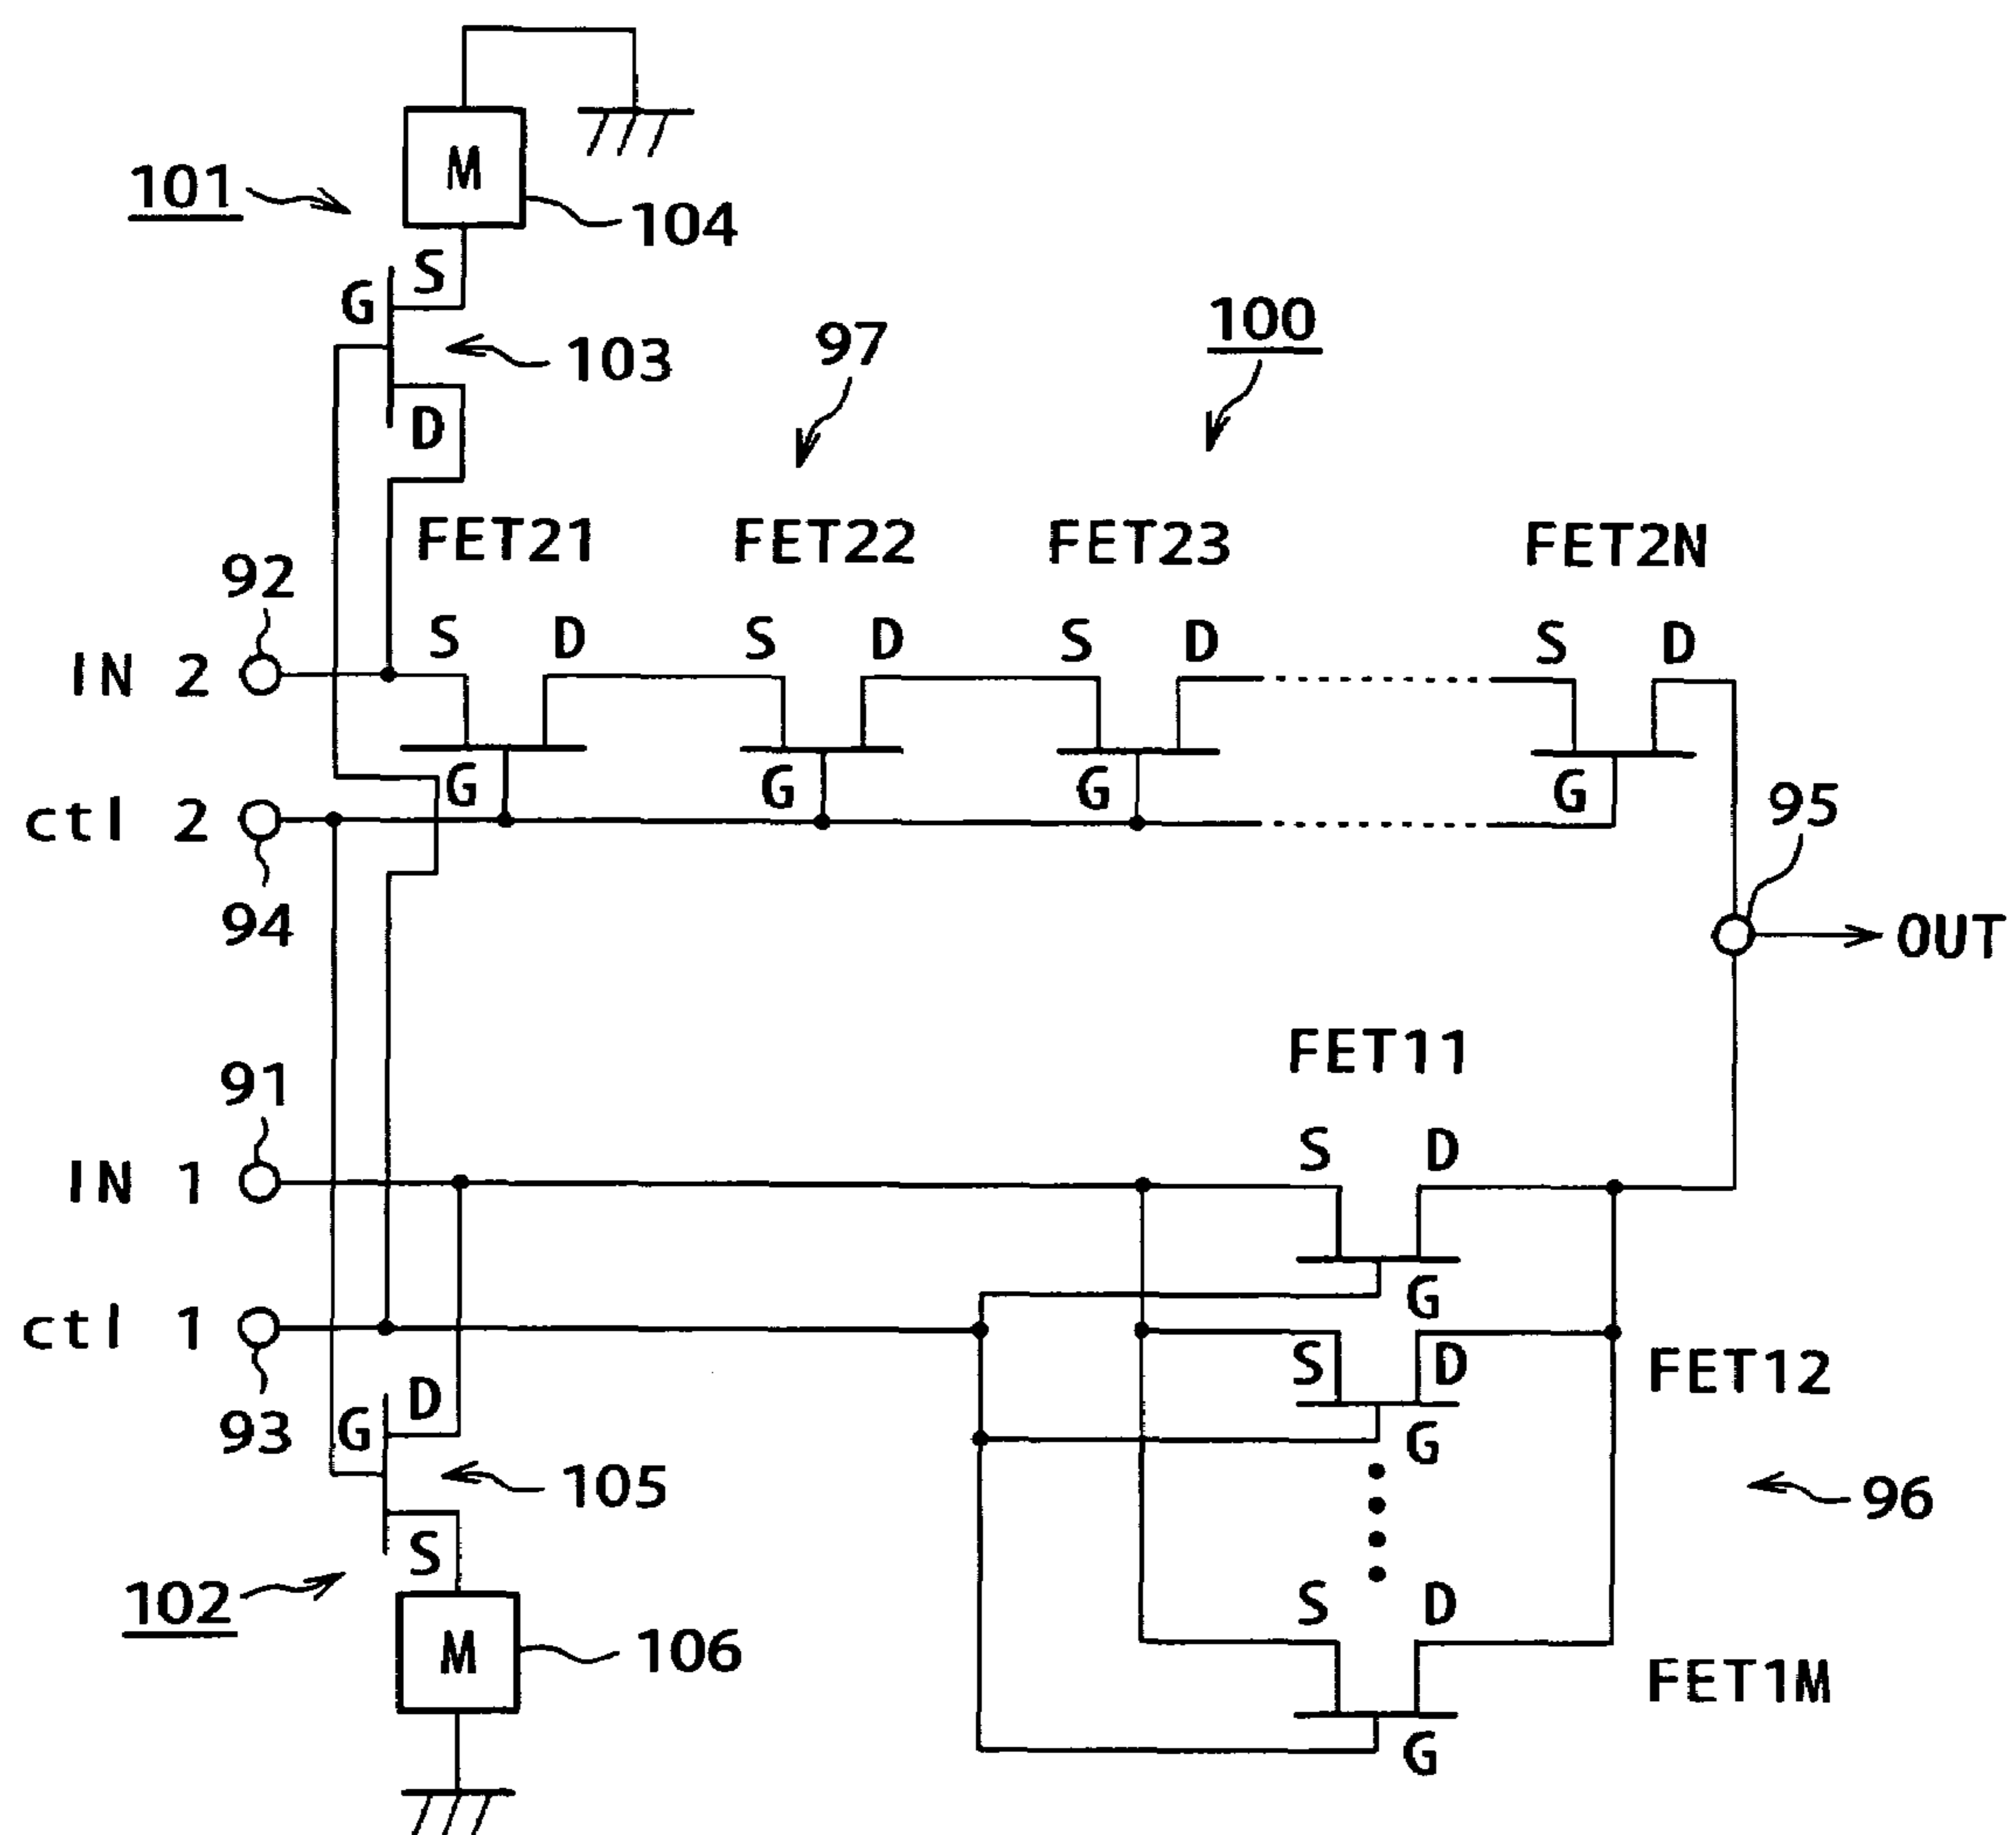 M
101
104
S
G
100
97
103
D
FET21 FET22 FET23 FET2N
92
S D S D S D S D
IN 2
G G G G
ctl 2
95
94
OUT
FET11
91
S D
IN 1
G
ctl 1
S D
FET12
D
G
93
G
105
96
S
102
S D
M
106
FET1M
G